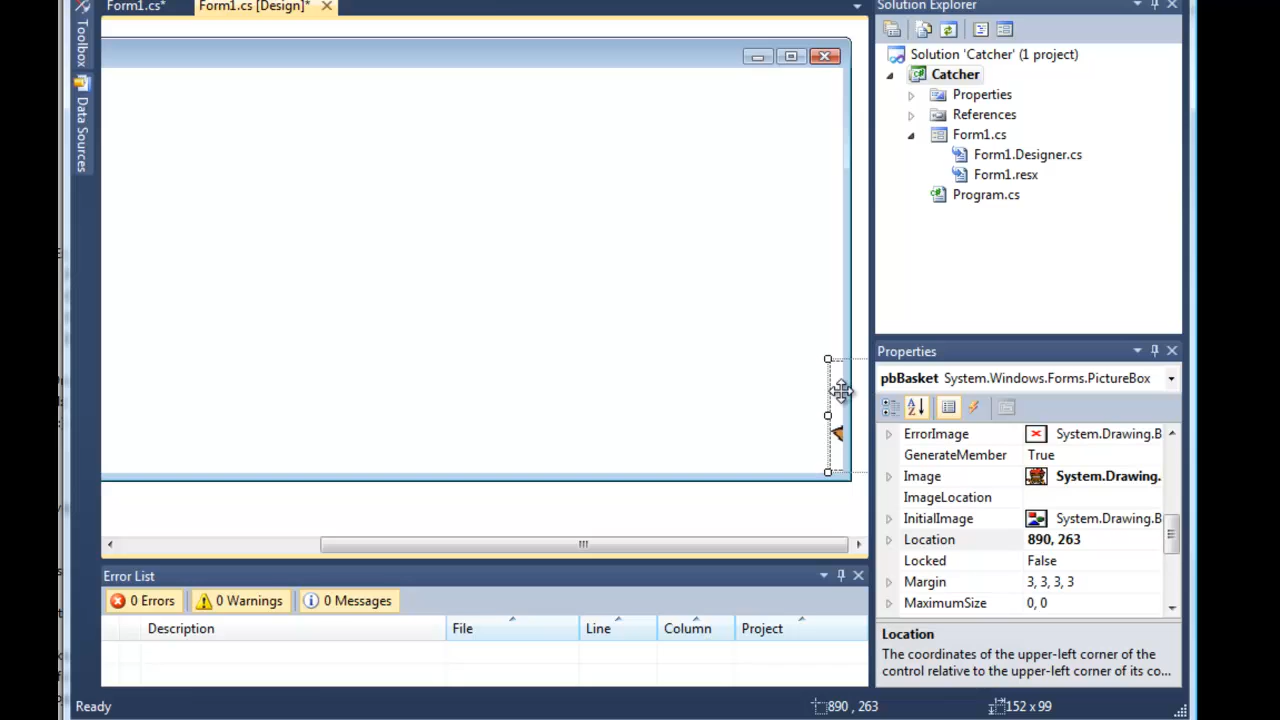 Form1.cs*
Form1.cs [Design]*
Solution Explorer
Toolbox
Data Sources
Solution 'Catcher' (1 project)
Catcher
Properties
References
Form1.cs
Form1.Designer.cs
Form1.resx
Program.cs
Properties
pbBasket System.Windows.Forms.PictureBox
ErrorImage System.Drawing.B
GenerateMember True
Image System.Drawing.
ImageLocation
InitialImage System.Drawing.B
Location 890, 263
Locked False
Margin 3, 3, 3, 3
MaximumSize 0, 0
Location
The coordinates of the upper-left corner of the
control relative to the upper-left corner of its co...
Error List
0 Errors 0 Warnings 0 Messages
Description File Line Column Project
Ready 890 , 263 152 x 99